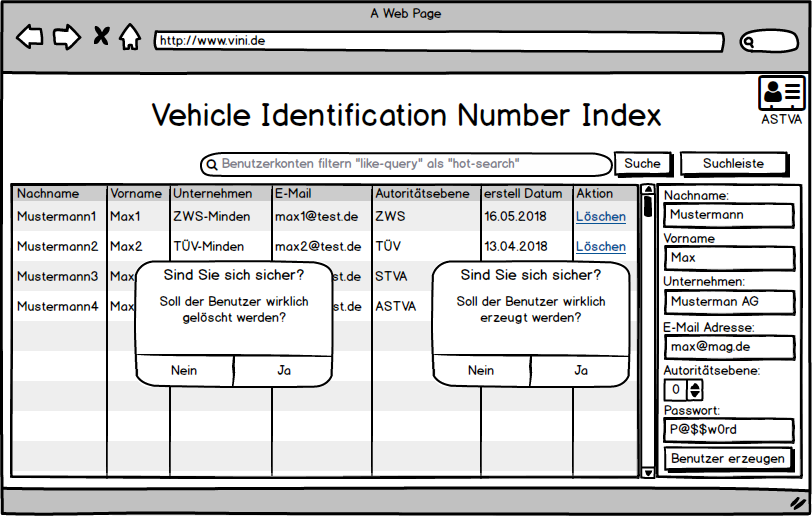 A Web Page
http://www.vini.de
ASTVA
Vehicle Identification Number Index
Benutzerkonten filtern "like-query" als "hot-search"
Suche
Suchleiste
Nachname Vorname Unternehmen E-Mail Autoritätsebene erstell Datum Aktion
Mustermann1 Max1 ZWS-Minden max1@test.de ZWS 16.05.2018 Löschen
Mustermann2 Max2 TÜV-Minden max2@test.de TÜV 13.04.2018 Löschen
Mustermann3 Max st.de STVA
Mustermann4 Max st.de ASTVA
Sind Sie sich sicher?
Soll der Benutzer wirklich
gelöscht werden?
Nein Ja
Sind Sie sich sicher?
Soll der Benutzer wirklich
erzeugt werden?
Nein Ja
Nachname:
Mustermann
Vorname
Max
Unternehmen:
Musterman AG
E-Mail Adresse:
max@mag.de
Autoritätsebene:
0
Passwort:
P@$$w0rd
Benutzer erzeugen